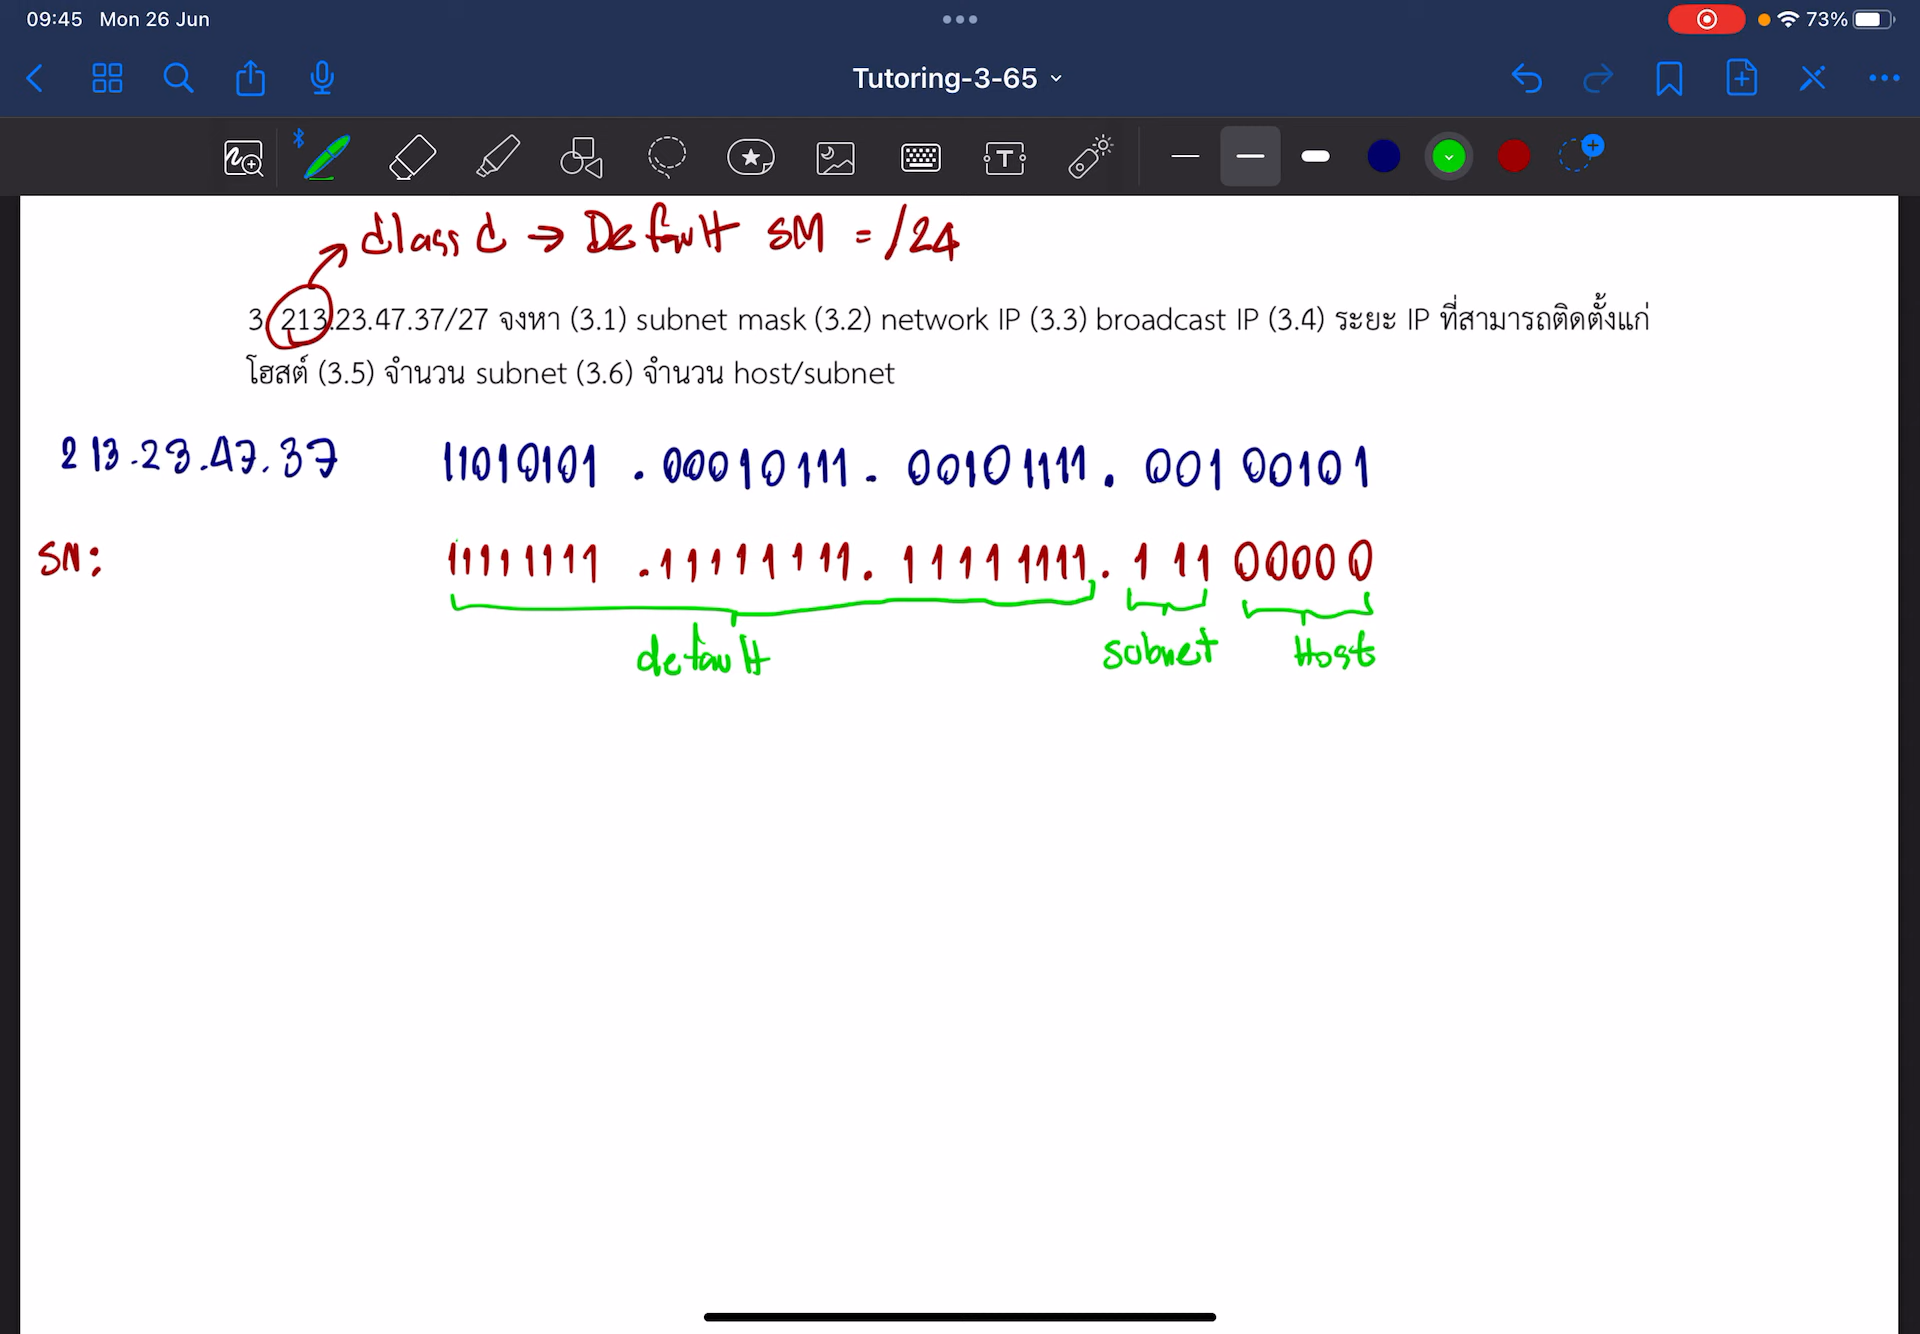 09:45 Mon 26 Jun
73%
Tutoring-3-65
Class C → Default SM = /24
3. 213.23.47.37/27 จงหา (3.1) subnet mask (3.2) network IP (3.3) broadcast IP (3.4) ระยะ IP ที่สามารถติดตั้งแก่
โฮสต์ (3.5) จำนวน subnet (3.6) จำนวน host/subnet
213.23.47.37 11010101 . 00010111 . 00101111 . 001 00101
SM: 11111111 . 11111111 . 11111111 . 111 00000
default subnet Host